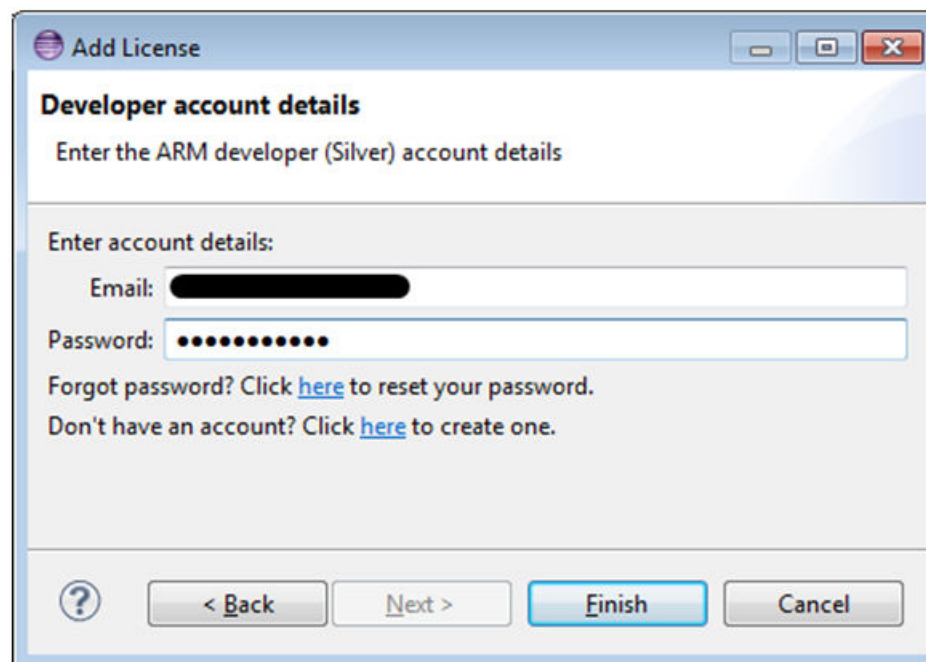 Add License
Developer account details
Enter the ARM developer (Silver) account details
Enter account details:
Email:
Password: •••••••••••
Forgot password? Click here to reset your password.
Don't have an account? Click here to create one.
? < Back Next > Finish Cancel